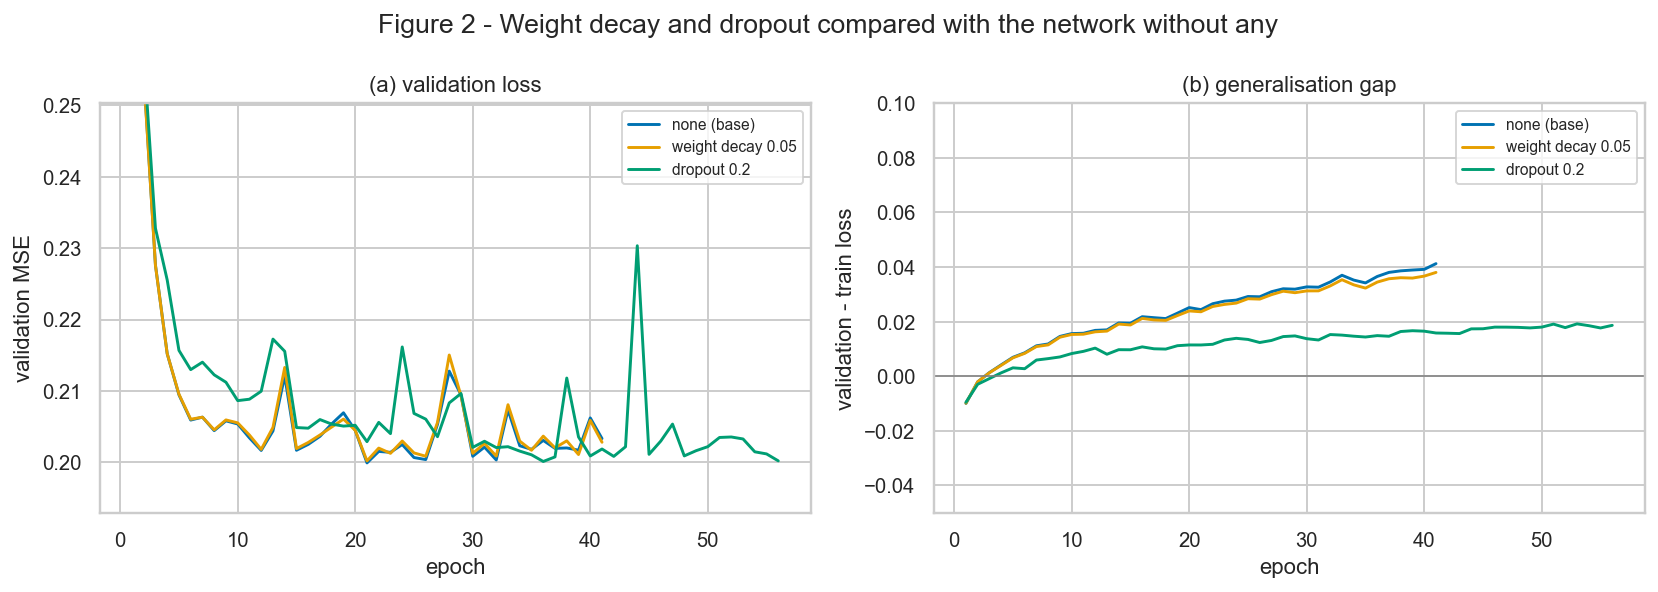 Figure 2 - Weight decay and dropout compared with the network without any
(a) validation loss
validation MSE
0.25
0.24
0.23
0.22
0.21
0.20
none (base)
weight decay 0.05
dropout 0.2
0
10
20
30
40
50
epoch
(b) generalisation gap
validation - train loss
0.10
0.08
0.06
0.04
0.02
0.00
−0.02
−0.04
none (base)
weight decay 0.05
dropout 0.2
0
10
20
30
40
50
epoch